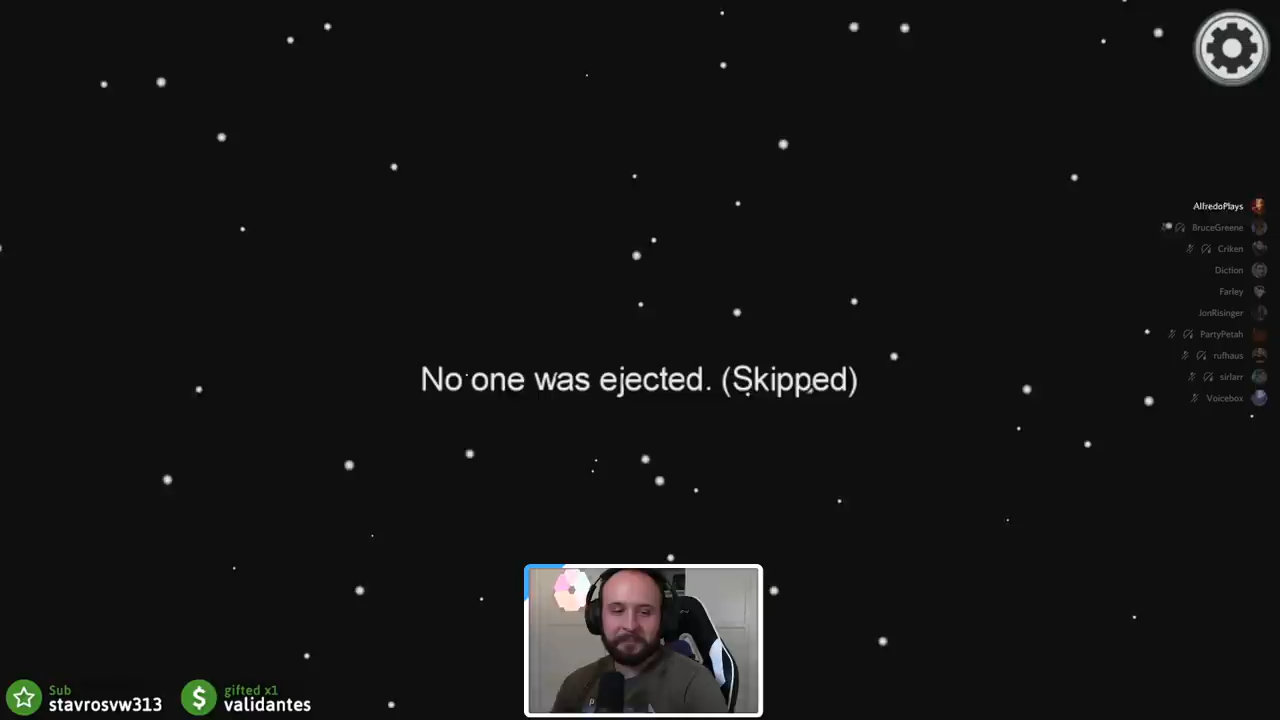 AlfredoPlays
BruceGreene
Criken
Diction
Farley
JonRisinger
PartyPetah
rufhaus
sirlarr
Voicebox
No one was ejected. (Skipped)
Sub
stavrosvw313
gifted x1
validantes